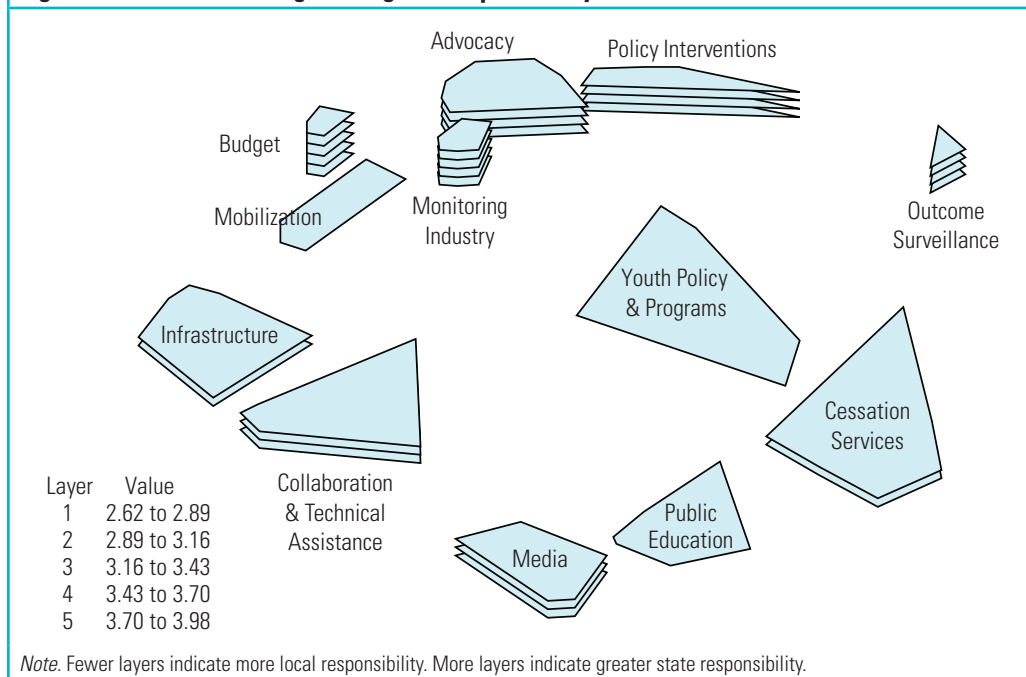 Advocacy
Policy Interventions
Budget
Mobilization
Monitoring
Industry
Outcome
Surveillance
Youth Policy
& Programs
Infrastructure
Cessation
Services
Collaboration
& Technical
Assistance
Public
Education
Media
Layer Value
1 2.62 to 2.89
2 2.89 to 3.16
3 3.16 to 3.43
4 3.43 to 3.70
5 3.70 to 3.98
Note. Fewer layers indicate more local responsibility. More layers indicate greater state responsibility.